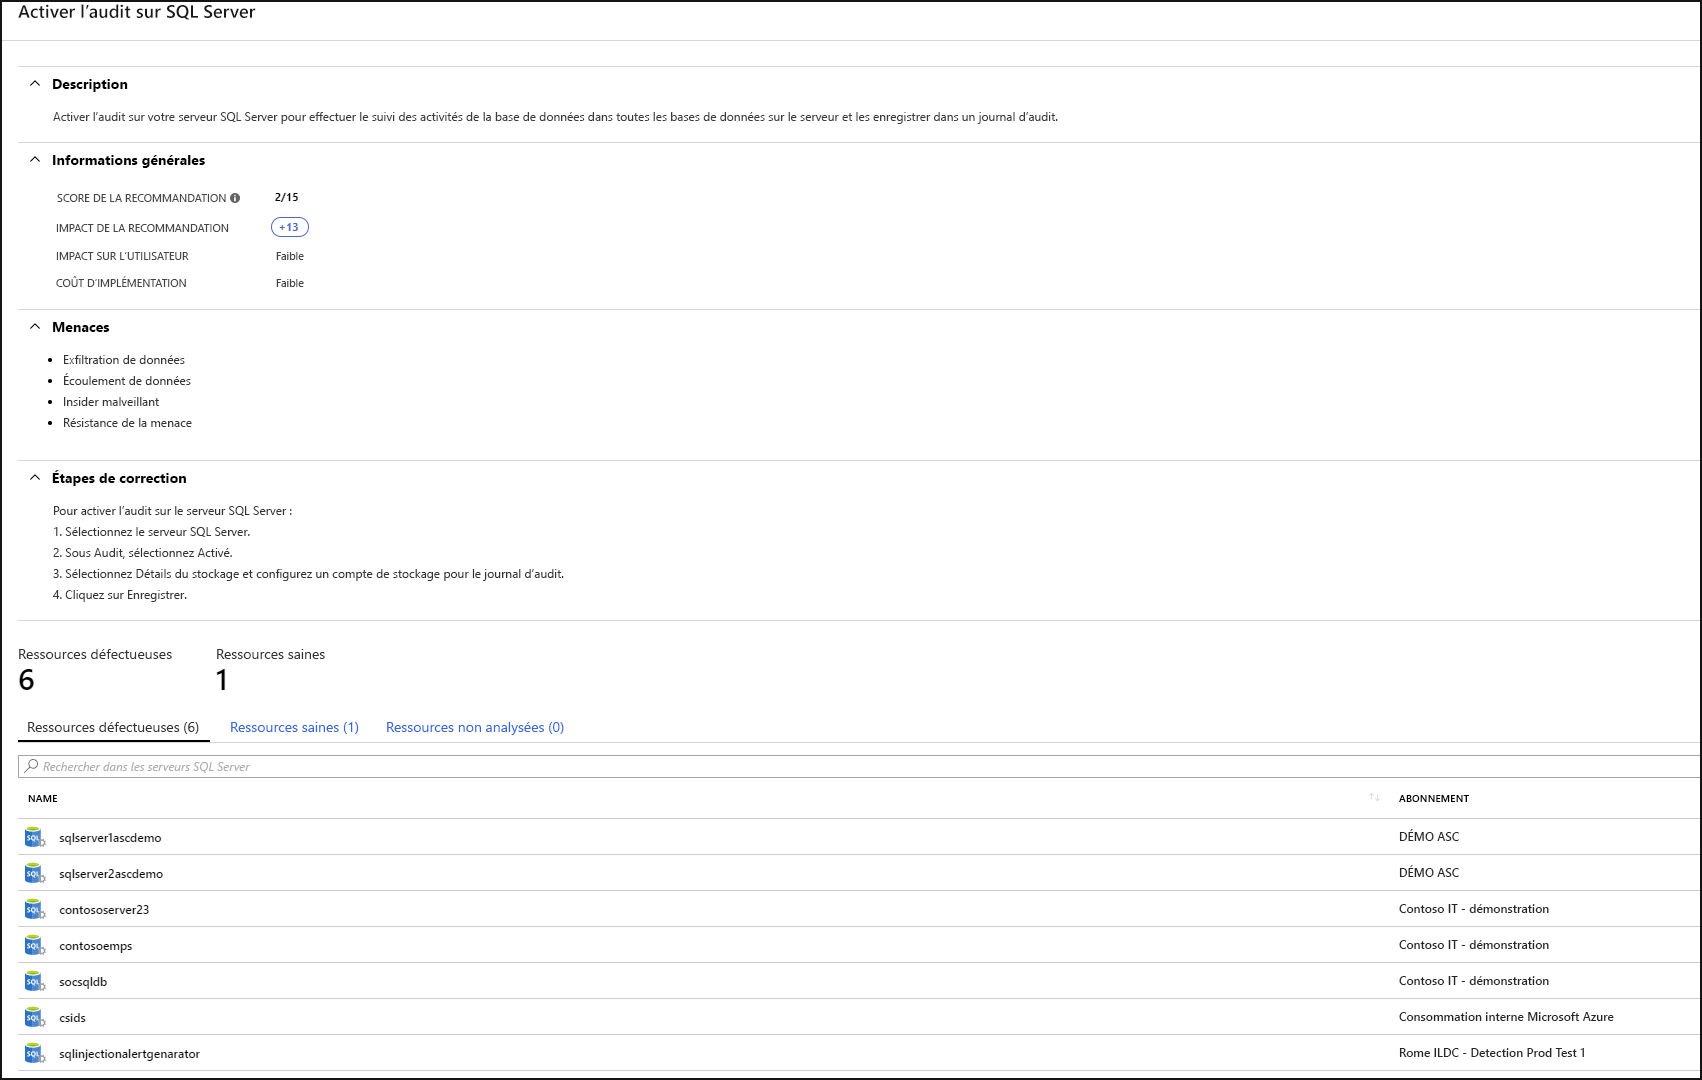 Activer l'audit sur SQL Server
Description
Activer l'audit sur votre serveur SQL Server pour effectuer le suivi des activités de la base de données dans toutes les bases de données sur le serveur et les enregistrer dans un journal d'audit.
Informations générales
SCORE DE LA RECOMMANDATION 2/15
IMPACT DE LA RECOMMANDATION +13
IMPACT SUR L'UTILISATEUR Faible
COÛT D'IMPLÉMENTATION Faible
Menaces
• Exfiltration de données
• Écoulement de données
• Insider malveillant
• Résistance de la menace
Étapes de correction
Pour activer l'audit sur le serveur SQL Server :
1. Sélectionnez le serveur SQL Server.
2. Sous Audit, sélectionnez Activé.
3. Sélectionnez Détails du stockage et configurez un compte de stockage pour le journal d'audit.
4. Cliquez sur Enregistrer.
Ressources défectueuses Ressources saines
6 1
Ressources défectueuses (6) Ressources saines (1) Ressources non analysées (0)
Rechercher dans les serveurs SQL Server
NAME ABONNEMENT
SQL sqlserver1ascdemo DÉMO ASC
SQL sqlserver2ascdemo DÉMO ASC
SQL contososerver23 Contoso IT - démonstration
SQL contosoemps Contoso IT - démonstration
SQL socsqldb Contoso IT - démonstration
SQL csids Consommation interne Microsoft Azure
SQL sqlinjectionalertgenarator Rome ILDC - Detection Prod Test 1